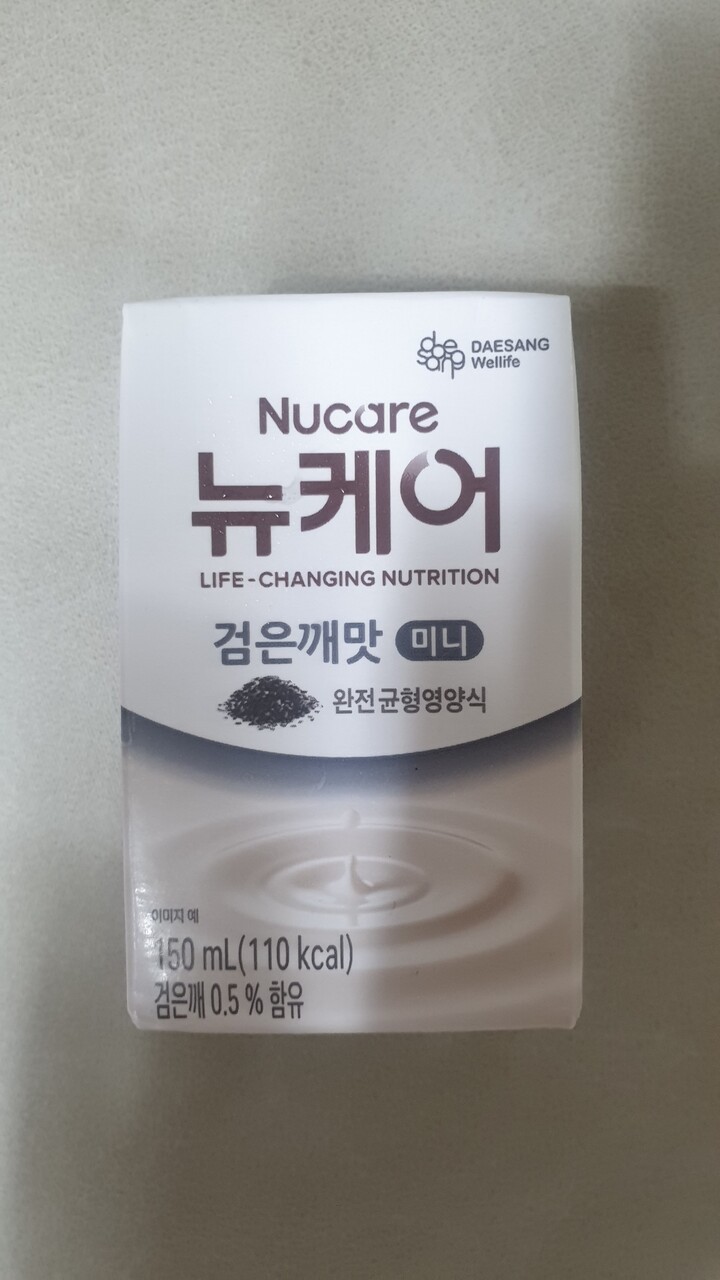 DAESANG
Wellife
Nucare
뉴케어
LIFE-CHANGING NUTRITION
검은깨맛 미니
완전균형영양식
이미지 예
150 mL(110 kcal)
검은깨 0.5 % 함유